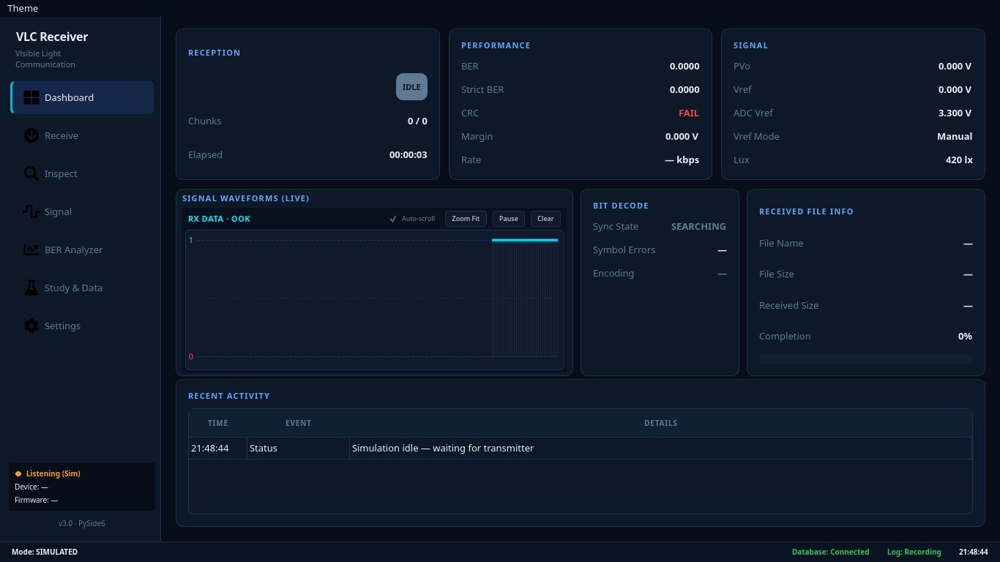 Theme
VLC Receiver
Visible Light
Communication
Dashboard
Receive
Inspect
Signal
BER Analyzer
Study & Data
Settings
Listening (Sim)
Device: —
Firmware: —
v3.0 · PySide6
RECEPTION
IDLE
Chunks 0 / 0
Elapsed 00:00:03
PERFORMANCE
BER 0.0000
Strict BER 0.0000
CRC FAIL
Margin 0.000 V
Rate — kbps
SIGNAL
PVo 0.000 V
Vref 0.000 V
ADC Vref 3.300 V
Vref Mode Manual
Lux 420 lx
SIGNAL WAVEFORMS (LIVE)
RX DATA · OOK Auto-scroll Zoom Fit Pause Clear
1
0
BIT DECODE
Sync State SEARCHING
Symbol Errors —
Encoding —
RECEIVED FILE INFO
File Name —
File Size —
Received Size —
Completion 0%
RECENT ACTIVITY
TIME EVENT DETAILS
21:48:44 Status Simulation idle — waiting for transmitter
Mode: SIMULATED Database: Connected Log: Recording 21:48:44